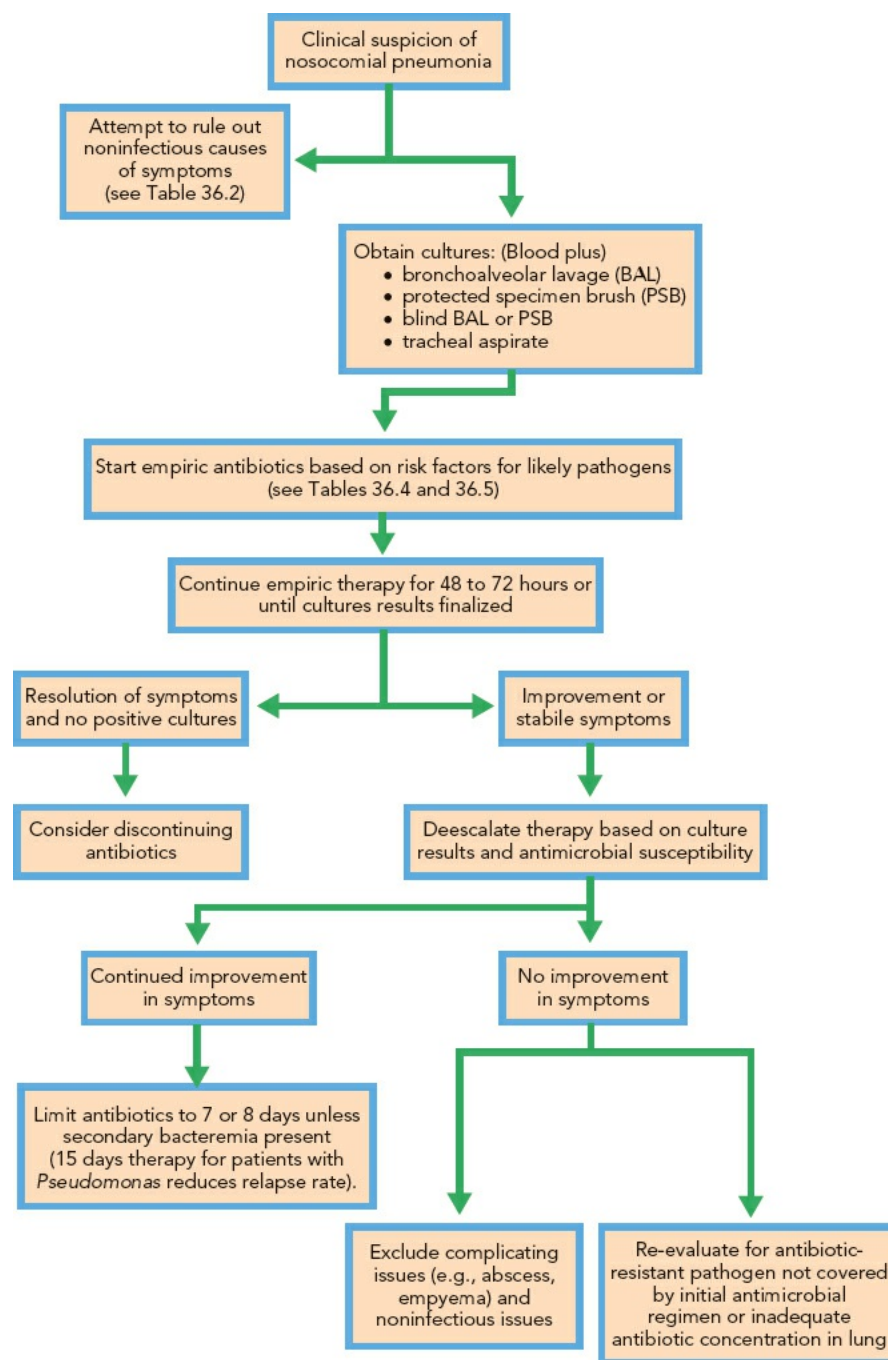 Clinical suspicion of
nosocomial pneumonia
Attempt to rule out
noninfectious causes
of symptoms
(see Table 36.2)
Obtain cultures: (Blood plus)
• bronchoalveolar lavage (BAL)
• protected specimen brush (PSB)
• blind BAL or PSB
• tracheal aspirate
Start empiric antibiotics based on risk factors for likely pathogens
(see Tables 36.4 and 36.5)
Continue empiric therapy for 48 to 72 hours or
until cultures results finalized
Resolution of symptoms
and no positive cultures
Improvement or
stabile symptoms
Consider discontinuing
antibiotics
Deescalate therapy based on culture
results and antimicrobial susceptibility
Continued improvement
in symptoms
No improvement
in symptoms
Limit antibiotics to 7 or 8 days unless
secondary bacteremia present
(15 days therapy for patients with
Pseudomonas reduces relapse rate).
Exclude complicating
issues (e.g., abscess,
empyema) and
noninfectious issues
Re-evaluate for antibiotic-
resistant pathogen not covered
by initial antimicrobial
regimen or inadequate
antibiotic concentration in lung